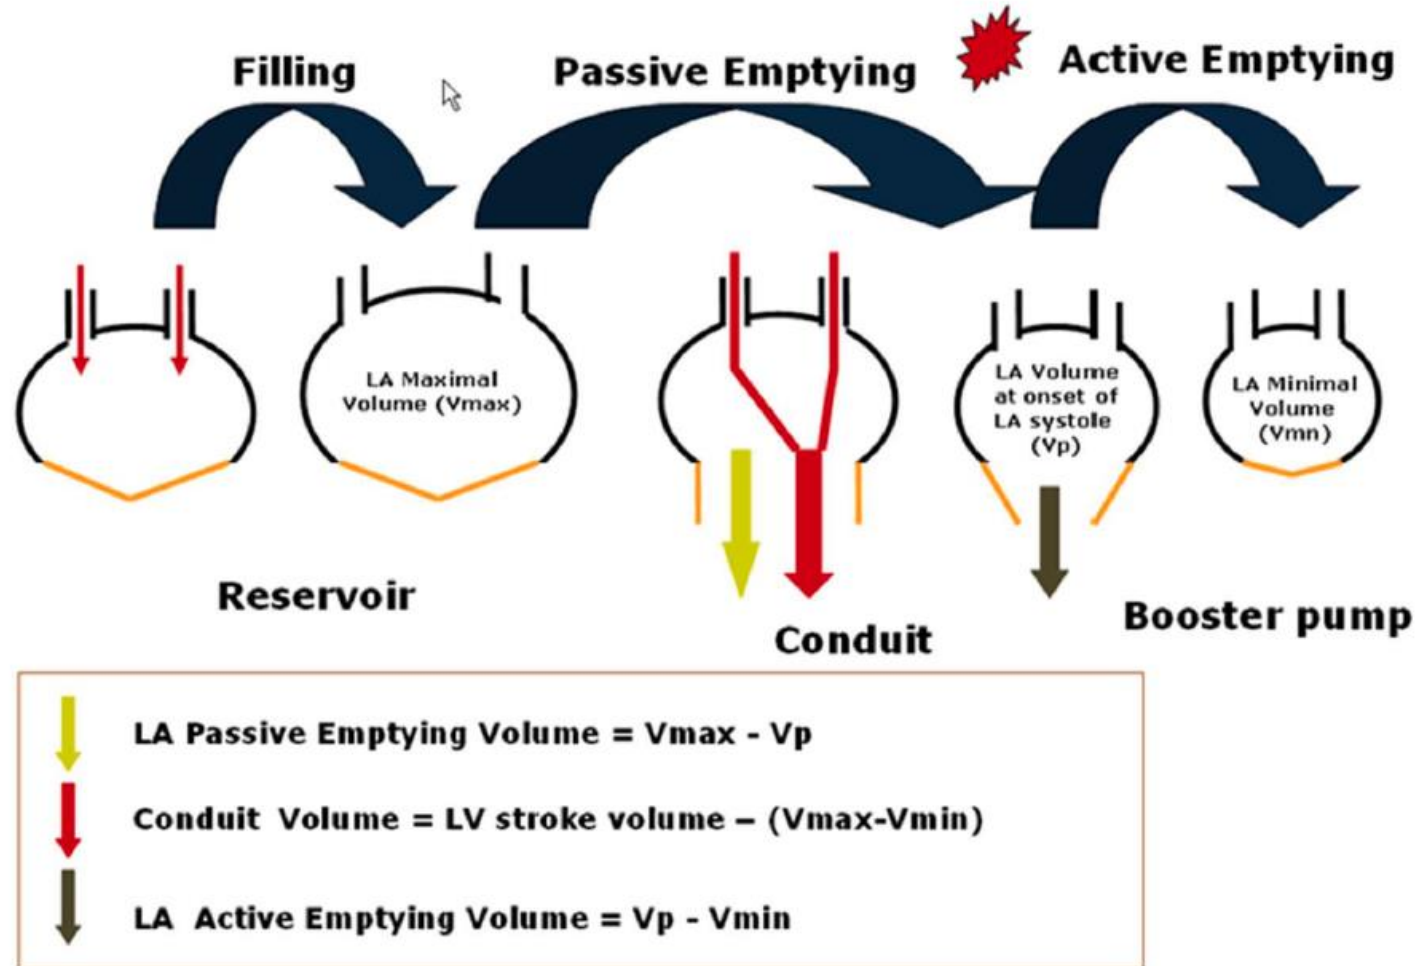 Filling
Passive Emptying
Active Emptying
LA Maximal
Volume (Vmax)
LA Volume
at onset of
LA systole
(Vp)
LA Minimal
Volume
(Vmn)
Reservoir
Conduit
Booster pump
LA Passive Emptying Volume = Vmax - Vp
Conduit Volume = LV stroke volume – (Vmax-Vmin)
LA Active Emptying Volume = Vp - Vmin